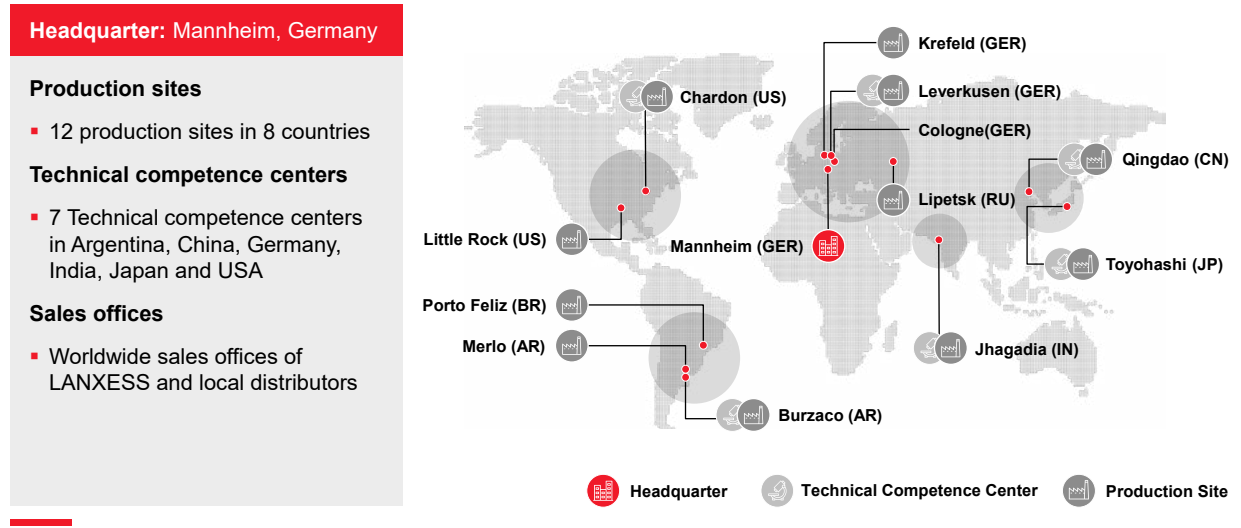 Headquarter: Mannheim, Germany
Production sites
▪ 12 production sites in 8 countries
Technical competence centers
▪ 7 Technical competence centers
in Argentina, China, Germany,
India, Japan and USA
Sales offices
▪ Worldwide sales offices of
LANXESS and local distributors
Krefeld (GER)
Chardon (US)
Leverkusen (GER)
Cologne(GER)
Qingdao (CN)
Lipetsk (RU)
Little Rock (US)
Mannheim (GER)
Toyohashi (JP)
Porto Feliz (BR)
Merlo (AR)
Jhagadia (IN)
Burzaco (AR)
Headquarter
Technical Competence Center
Production Site